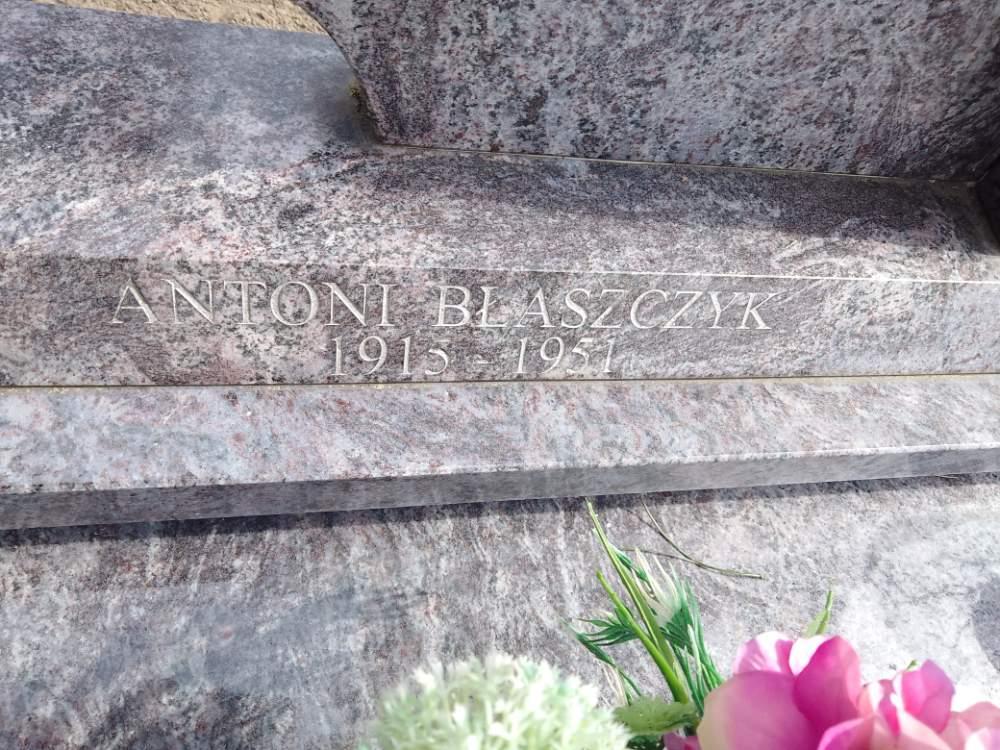 ANTONI BŁASZCZYK
1915 - 1951